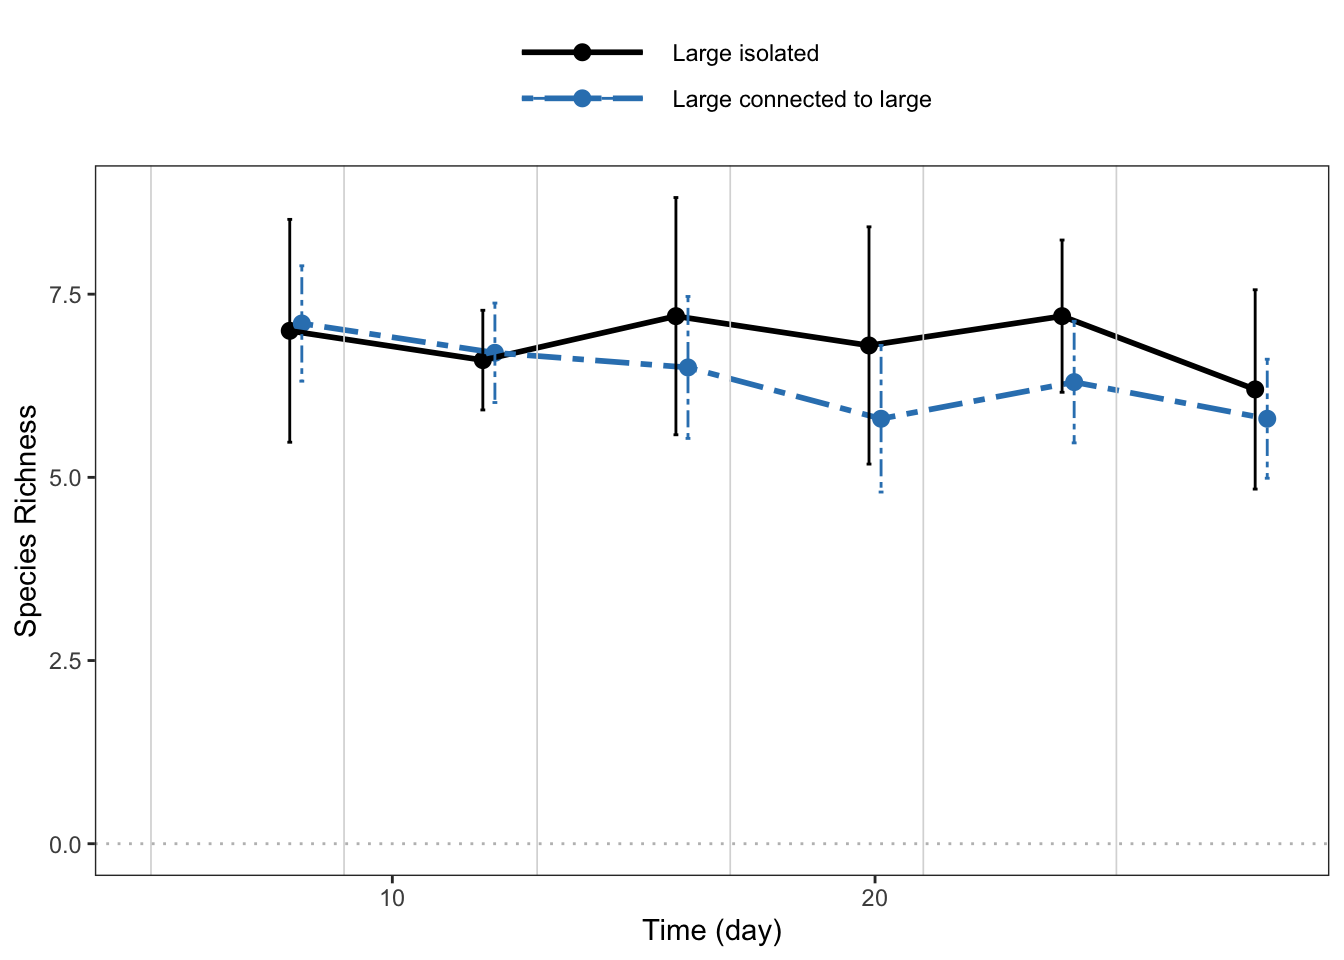 Large isolated
Large connected to large
7.5
5.0
2.5
0.0
Species Richness
10 20
Time (day)